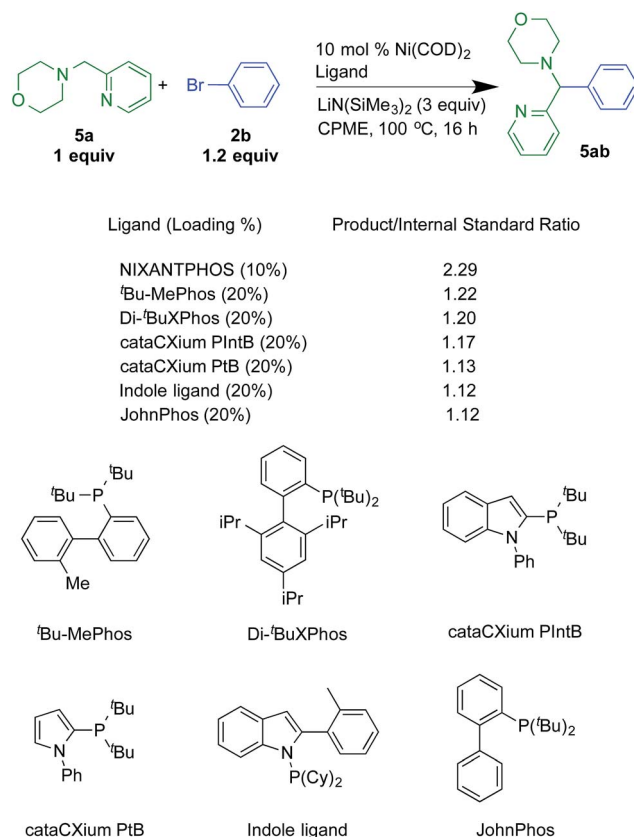 N
O
N
5a
1 equiv
+
Br
2b
1.2 equiv
10 mol % Ni(COD)₂
Ligand
LiN(SiMe₃)₂ (3 equiv)
CPME, 100 ºC, 16 h
O
N
N
5ab
Ligand (Loading %) Product/Internal Standard Ratio
NIXANTPHOS (10%) 2.29
ᵗBu-MePhos (20%) 1.22
Di-ᵗBuXPhos (20%) 1.20
cataCXium PIntB (20%) 1.17
cataCXium PtB (20%) 1.13
Indole ligand (20%) 1.12
JohnPhos (20%) 1.12
ᵗBu
ᵗBu P
Me
ᵗBu-MePhos
P(ᵗBu)₂
iPr iPr
iPr
Di-ᵗBuXPhos
ᵗBu
P
N ᵗBu
Ph
cataCXium PIntB
ᵗBu
P
N ᵗBu
Ph
cataCXium PtB
N
P(Cy)₂
Indole ligand
P(ᵗBu)₂
JohnPhos